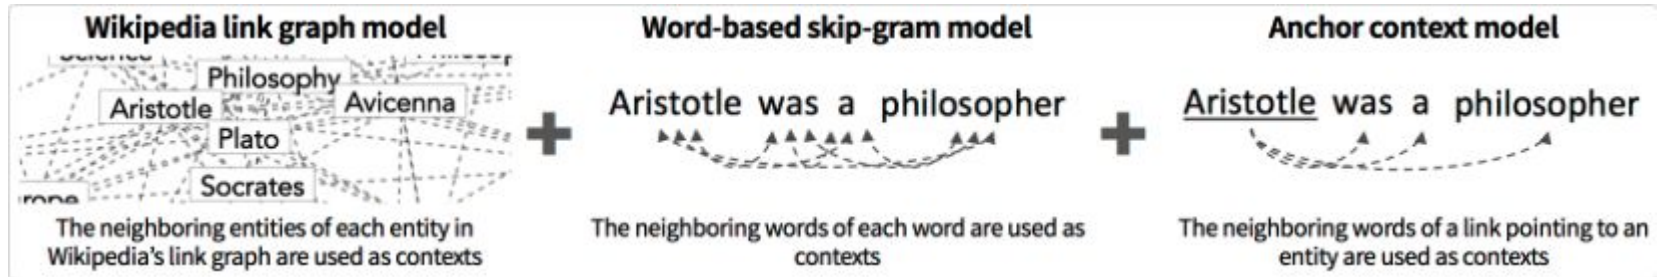 Wikipedia link graph model
Philosophy
Aristotle
Avicenna
Plato
Socrates
The neighboring entities of each entity in
Wikipedia's link graph are used as contexts
Word-based skip-gram model
Aristotle was a philosopher
The neighboring words of each word are used as
contexts
Anchor context model
Aristotle was a philosopher
The neighboring words of a link pointing to an
entity are used as contexts